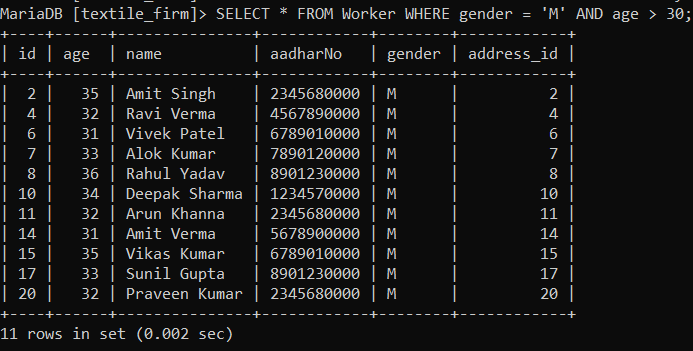 MariaDB [textile_firm]> SELECT * FROM Worker WHERE gender = 'M' AND age > 30;
+----+------+----------------+------------+--------+------------+
| id | age  | name           | aadharNo   | gender | address_id |
+----+------+----------------+------------+--------+------------+
|  2 |   35 | Amit Singh     | 2345680000 | M      |          2 |
|  4 |   32 | Ravi Verma     | 4567890000 | M      |          4 |
|  6 |   31 | Vivek Patel    | 6789010000 | M      |          6 |
|  7 |   33 | Alok Kumar     | 7890120000 | M      |          7 |
|  8 |   36 | Rahul Yadav    | 8901230000 | M      |          8 |
| 10 |   34 | Deepak Sharma  | 1234570000 | M      |         10 |
| 11 |   32 | Arun Khanna    | 2345680000 | M      |         11 |
| 14 |   31 | Amit Verma     | 5678900000 | M      |         14 |
| 15 |   35 | Vikas Kumar    | 6789010000 | M      |         15 |
| 17 |   33 | Sunil Gupta    | 8901230000 | M      |         17 |
| 20 |   32 | Praveen Kumar  | 2345680000 | M      |         20 |
+----+------+----------------+------------+--------+------------+
11 rows in set (0.002 sec)